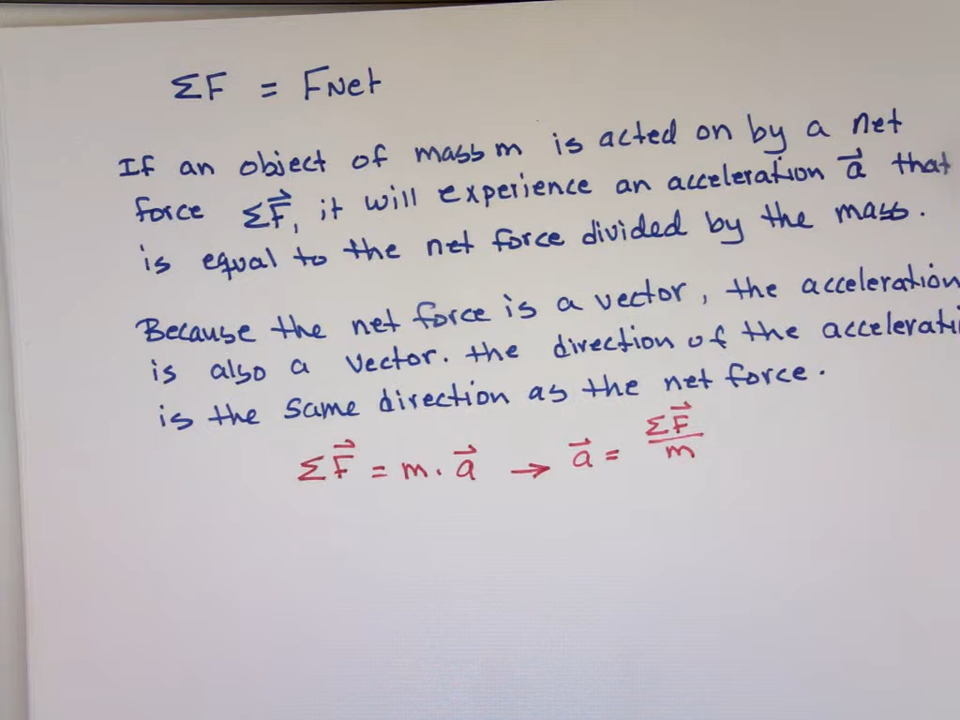 ΣF = FNet
If an object of mass m is acted on by a net
force ΣF⃗, it will experience an acceleration a⃗ that
is equal to the net force divided by the mass.
Because the net force is a vector, the acceleration
is also a vector. the direction of the accelerati
is the same direction as the net force.
ΣF⃗ = m · a⃗ → a⃗ = ΣF⃗/m